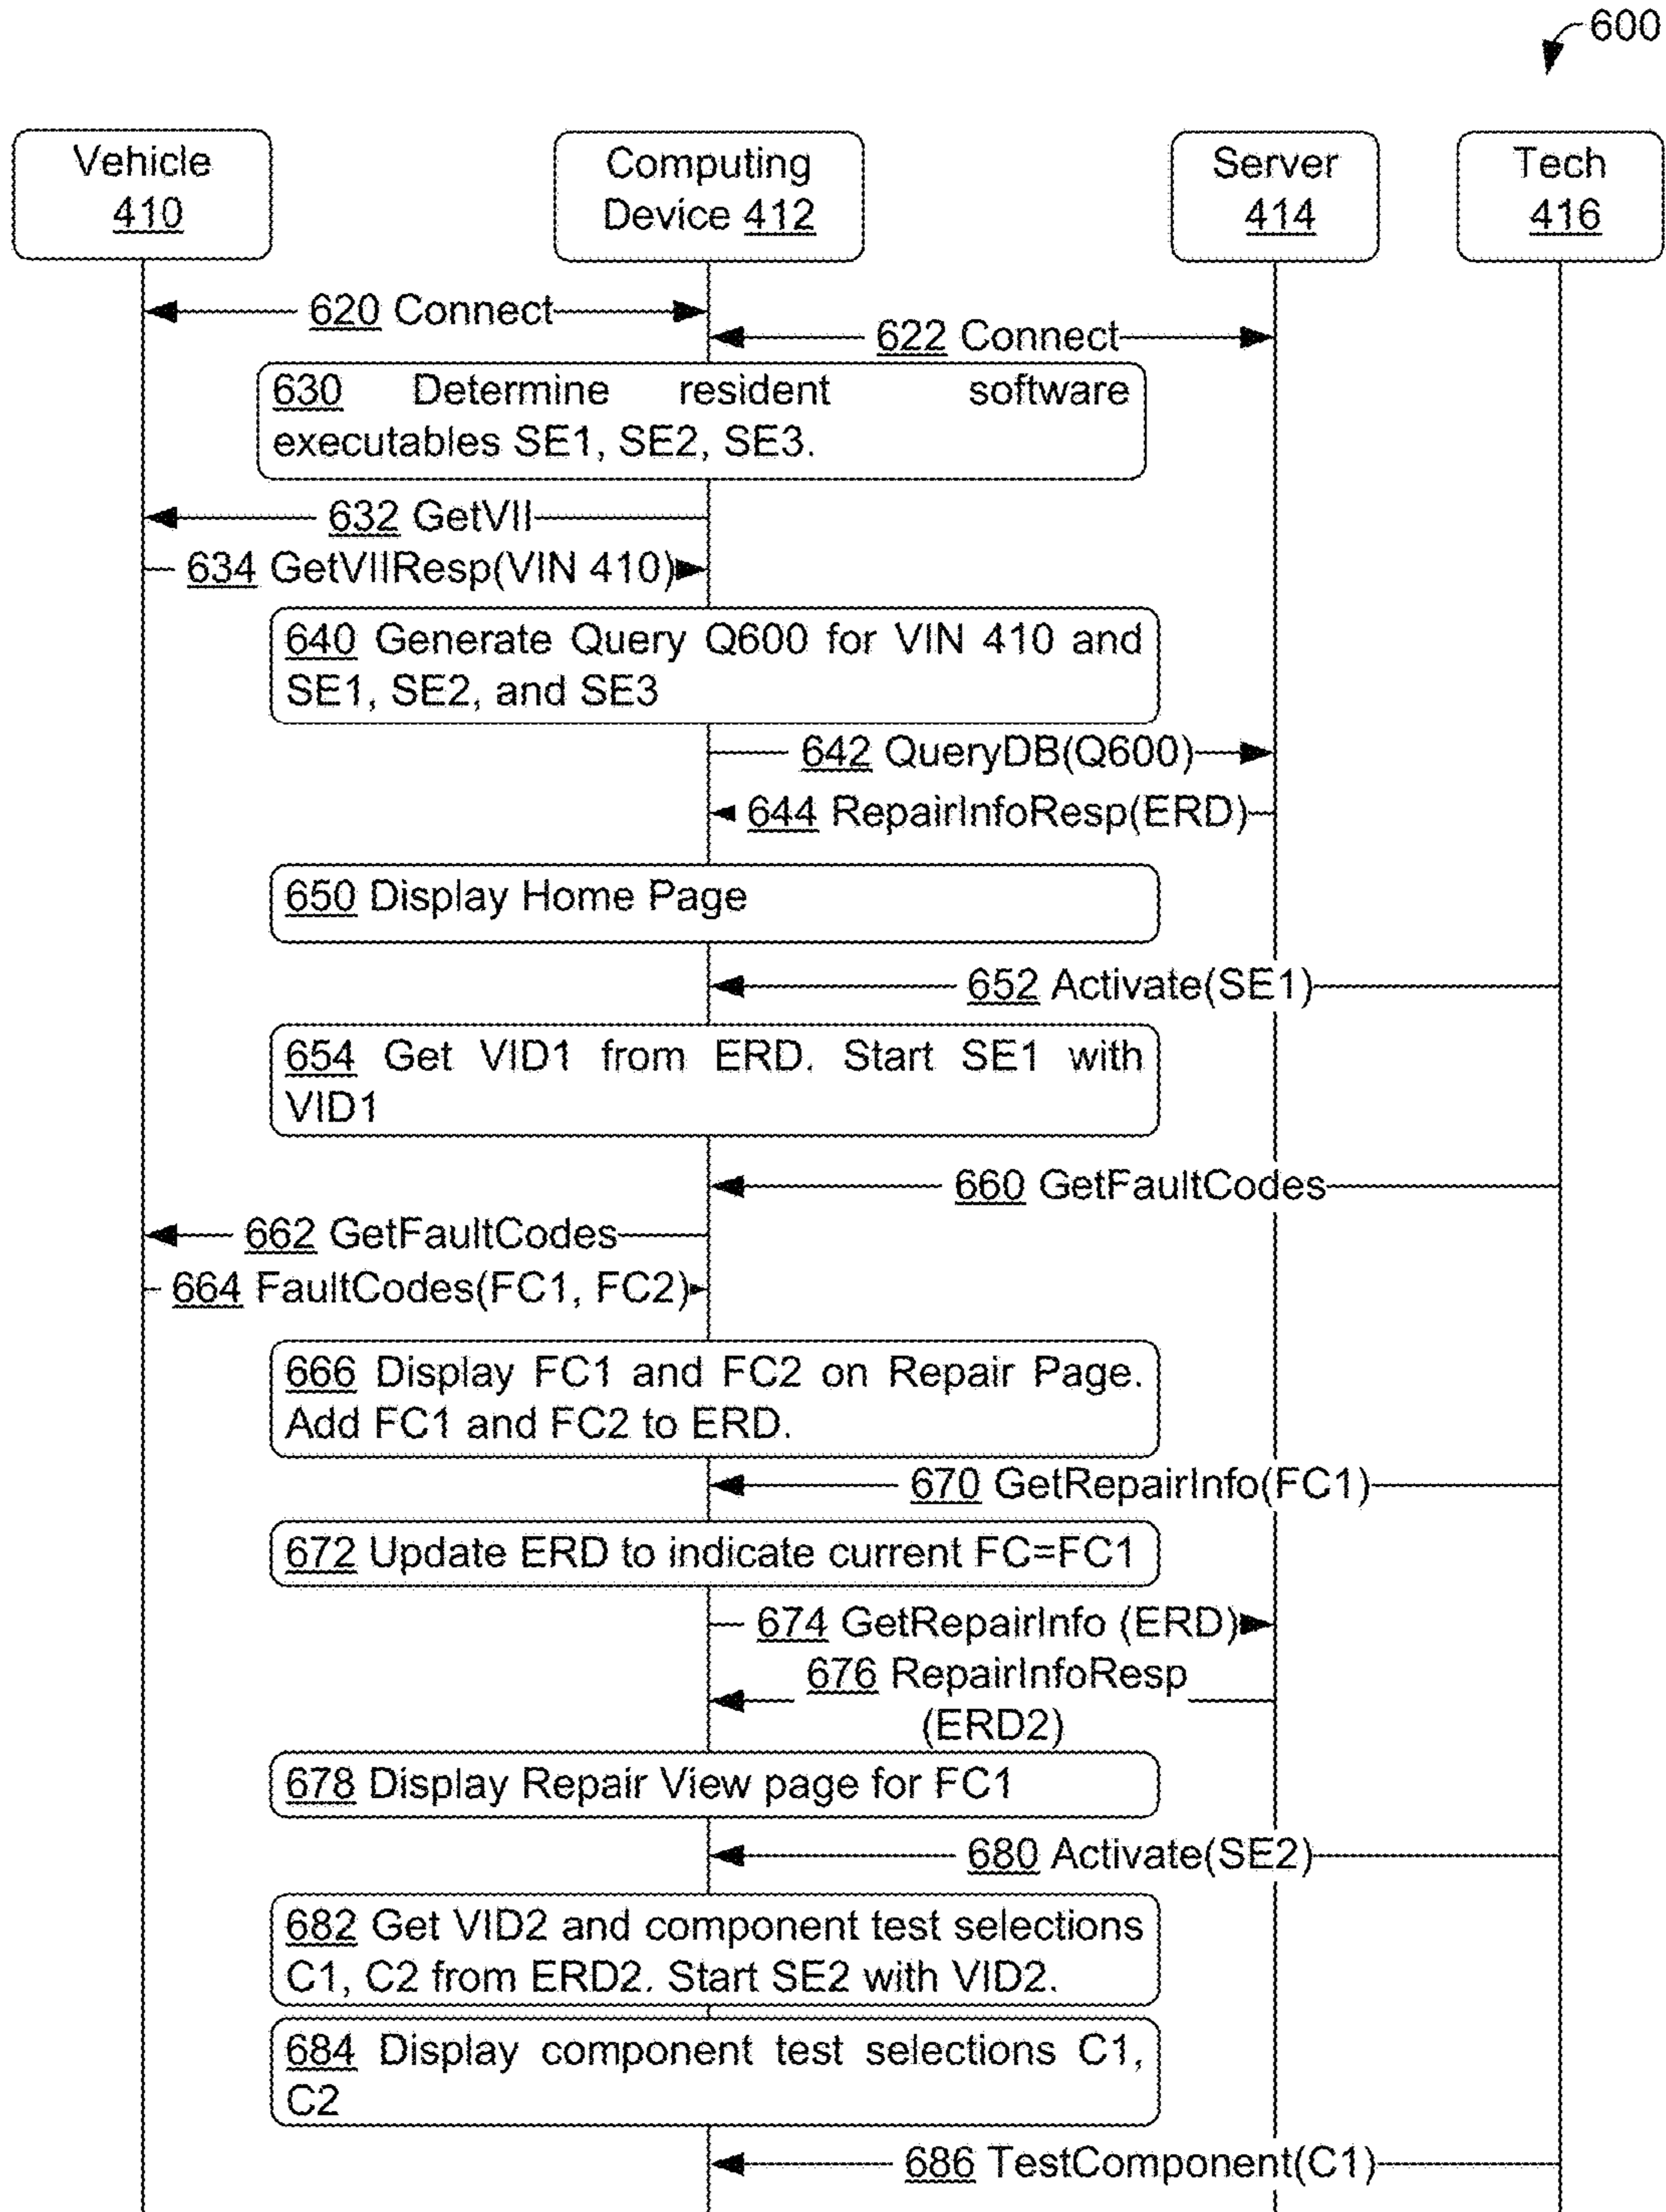 600
Vehicle
410
Computing
Device 412
Server
414
Tech
416
620 Connect
622 Connect
630 Determine resident software
executables SE1, SE2, SE3.
632 GetVII
634 GetVIIResp(VIN 410)
640 Generate Query Q600 for VIN 410 and
SE1, SE2, and SE3
642 QueryDB(Q600)
644 RepairInfoResp(ERD)
650 Display Home Page
652 Activate(SE1)
654 Get VID1 from ERD. Start SE1 with
VID1
660 GetFaultCodes
662 GetFaultCodes
664 FaultCodes(FC1, FC2)
666 Display FC1 and FC2 on Repair Page.
Add FC1 and FC2 to ERD.
670 GetRepairInfo(FC1)
672 Update ERD to indicate current FC=FC1
674 GetRepairInfo (ERD)
676 RepairInfoResp
(ERD2)
678 Display Repair View page for FC1
680 Activate(SE2)
682 Get VID2 and component test selections
C1, C2 from ERD2. Start SE2 with VID2.
684 Display component test selections C1,
C2
686 TestComponent(C1)